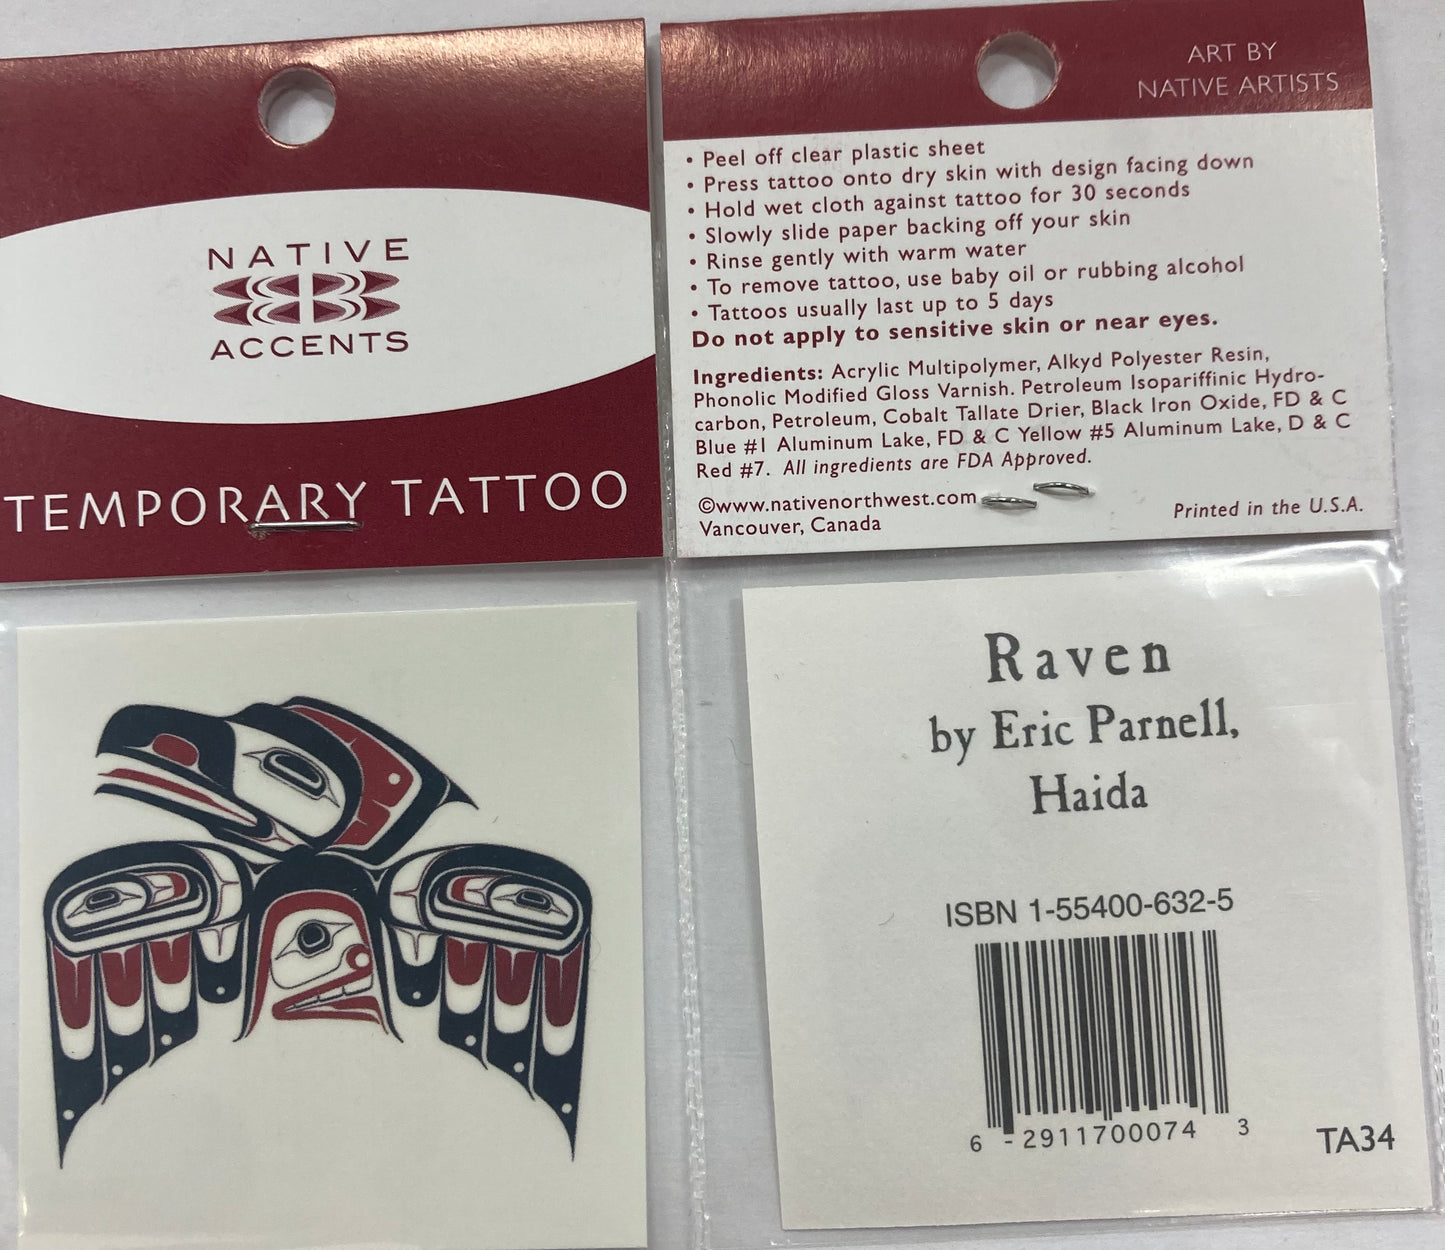 NATIVE
ACCENTS
TEMPORARY TATTOO
ART BY
NATIVE ARTISTS
• Peel off clear plastic sheet
• Press tattoo onto dry skin with design facing down
• Hold wet cloth against tattoo for 30 seconds
• Slowly slide paper backing off your skin
• Rinse gently with warm water
• To remove tattoo, use baby oil or rubbing alcohol
• Tattoos usually last up to 5 days
Do not apply to sensitive skin or near eyes.
Ingredients: Acrylic Multipolymer, Alkyd Polyester Resin,
Phonolic Modified Gloss Varnish. Petroleum Isopariffinic Hydro-
carbon, Petroleum, Cobalt Tallate Drier, Black Iron Oxide, FD & C
Blue #1 Aluminum Lake, FD & C Yellow #5 Aluminum Lake, D & C
Red #7. All ingredients are FDA Approved.
©www.nativenorthwest.com
Vancouver, Canada
Printed in the U.S.A.
Raven
by Eric Parnell,
Haida
ISBN 1-55400-632-5
6 - 2911700074 3
TA34